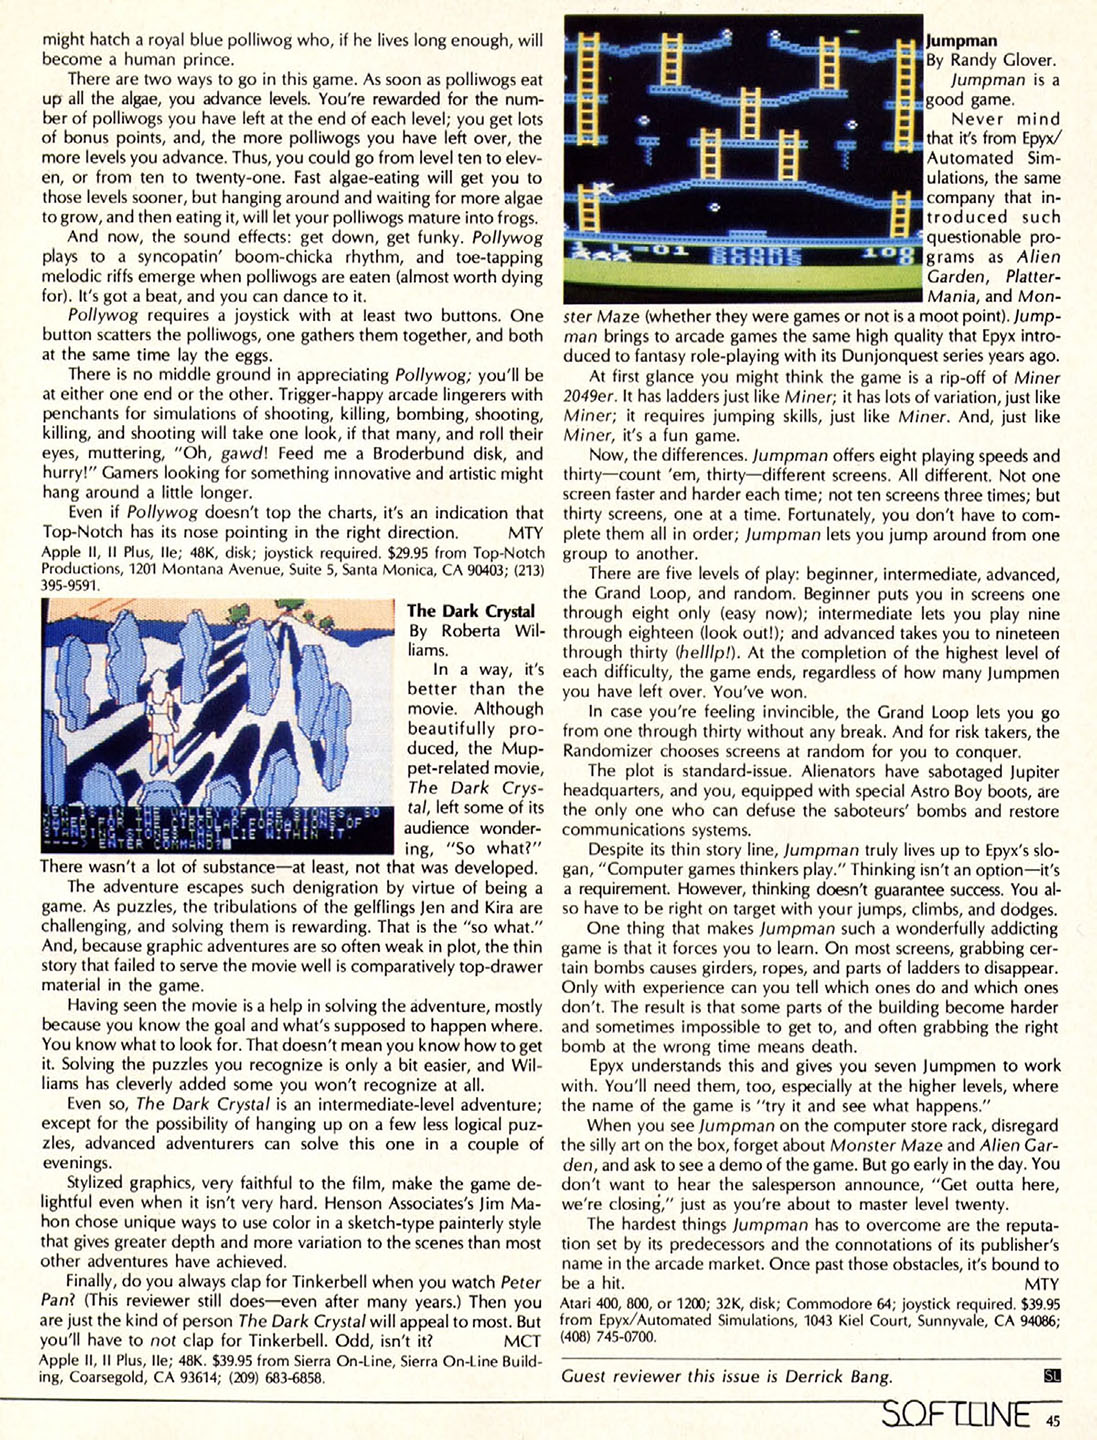 might hatch a royal blue polliwog who, if he lives long enough, will
become a human prince.
There are two ways to go in this game. As soon as polliwogs eat
up all the algae, you advance levels. You're rewarded for the num-
ber of polliwogs you have left at the end of each level; you get lots
of bonus points, and, the more polliwogs you have left over, the
more levels you advance. Thus, you could go from level ten to elev-
en, or from ten to twenty-one. Fast algae-eating will get you to
those levels sooner, but hanging around and waiting for more algae
to grow, and then eating it, will let your polliwogs mature into frogs.
And now, the sound effects: get down, get funky. Pollywog
plays to a syncopatin' boom-chicka rhythm, and toe-tapping
melodic riffs emerge when polliwogs are eaten (almost worth dying
for). It's got a beat, and you can dance to it.
Pollywog requires a joystick with at least two buttons. One
button scatters the polliwogs, one gathers them together, and both
at the same time lay the eggs.
There is no middle ground in appreciating Pollywog; you'll be
at either one end or the other. Trigger-happy arcade lingerers with
penchants for simulations of shooting, killing, bombing, shooting,
killing, and shooting will take one look, if that many, and roll their
eyes, muttering, "Oh, gawd! Feed me a Broderbund disk, and
hurry!" Gamers looking for something innovative and artistic might
hang around a little longer.
Even if Pollywog doesn't top the charts, it's an indication that
Top-Notch has its nose pointing in the right direction. MTY
Apple II, II Plus, IIe; 48K, disk; joystick required. $29.95 from Top-Notch
Productions, 1201 Montana Avenue, Suite 5, Santa Monica, CA 90403; (213)
395-9591.
JEN IS IN THE VALLEY OF THE STONES, SO
NAMED FOR THE CIRCULAR FORMATIONS OF
STANDING STONES THAT LIE WITHIN IT.
----> ENTER COMMAND?
The Dark Crystal
By Roberta Wil-
liams.
In a way, it's
better than the
movie. Although
beautifully pro-
duced, the Mup-
pet-related movie,
The Dark Crys-
tal, left some of its
audience wonder-
ing, "So what?"
There wasn't a lot of substance—at least, not that was developed.
The adventure escapes such denigration by virtue of being a
game. As puzzles, the tribulations of the gelflings Jen and Kira are
challenging, and solving them is rewarding. That is the "so what."
And, because graphic adventures are so often weak in plot, the thin
story that failed to serve the movie well is comparatively top-drawer
material in the game.
Having seen the movie is a help in solving the adventure, mostly
because you know the goal and what's supposed to happen where.
You know what to look for. That doesn't mean you know how to get
it. Solving the puzzles you recognize is only a bit easier, and Wil-
liams has cleverly added some you won't recognize at all.
Even so, The Dark Crystal is an intermediate-level adventure;
except for the possibility of hanging up on a few less logical puz-
zles, advanced adventurers can solve this one in a couple of
evenings.
Stylized graphics, very faithful to the film, make the game de-
lightful even when it isn't very hard. Henson Associates's Jim Ma-
hon chose unique ways to use color in a sketch-type painterly style
that gives greater depth and more variation to the scenes than most
other adventures have achieved.
Finally, do you always clap for Tinkerbell when you watch Peter
Pan? (This reviewer still does—even after many years.) Then you
are just the kind of person The Dark Crystal will appeal to most. But
you'll have to not clap for Tinkerbell. Odd, isn't it? MCT
Apple II, II Plus, IIe; 48K. $39.95 from Sierra On-Line, Sierra On-Line Build-
ing, Coarsegold, CA 93614; (209) 683-6858.
1 L-01 SCORE 100
BONUS 0
Jumpman
By Randy Glover.
Jumpman is a
good game.
Never mind
that it's from Epyx/
Automated Sim-
ulations, the same
company that in-
troduced such
questionable pro-
grams as Alien
Garden, Platter-
Mania, and Mon-
ster Maze (whether they were games or not is a moot point). Jump-
man brings to arcade games the same high quality that Epyx intro-
duced to fantasy role-playing with its Dunjonquest series years ago.
At first glance you might think the game is a rip-off of Miner
2049er. It has ladders just like Miner; it has lots of variation, just like
Miner; it requires jumping skills, just like Miner. And, just like
Miner, it's a fun game.
Now, the differences. Jumpman offers eight playing speeds and
thirty—count 'em, thirty—different screens. All different. Not one
screen faster and harder each time; not ten screens three times; but
thirty screens, one at a time. Fortunately, you don't have to com-
plete them all in order; Jumpman lets you jump around from one
group to another.
There are five levels of play: beginner, intermediate, advanced,
the Grand Loop, and random. Beginner puts you in screens one
through eight only (easy now); intermediate lets you play nine
through eighteen (look out!); and advanced takes you to nineteen
through thirty (helllp!). At the completion of the highest level of
each difficulty, the game ends, regardless of how many Jumpmen
you have left over. You've won.
In case you're feeling invincible, the Grand Loop lets you go
from one through thirty without any break. And for risk takers, the
Randomizer chooses screens at random for you to conquer.
The plot is standard-issue. Alienators have sabotaged Jupiter
headquarters, and you, equipped with special Astro Boy boots, are
the only one who can defuse the saboteurs' bombs and restore
communications systems.
Despite its thin story line, Jumpman truly lives up to Epyx's slo-
gan, "Computer games thinkers play." Thinking isn't an option—it's
a requirement. However, thinking doesn't guarantee success. You al-
so have to be right on target with your jumps, climbs, and dodges.
One thing that makes Jumpman such a wonderfully addicting
game is that it forces you to learn. On most screens, grabbing cer-
tain bombs causes girders, ropes, and parts of ladders to disappear.
Only with experience can you tell which ones do and which ones
don't. The result is that some parts of the building become harder
and sometimes impossible to get to, and often grabbing the right
bomb at the wrong time means death.
Epyx understands this and gives you seven Jumpmen to work
with. You'll need them, too, especially at the higher levels, where
the name of the game is "try it and see what happens."
When you see Jumpman on the computer store rack, disregard
the silly art on the box, forget about Monster Maze and Alien Gar-
den, and ask to see a demo of the game. But go early in the day. You
don't want to hear the salesperson announce, "Get outta here,
we're closing," just as you're about to master level twenty.
The hardest things Jumpman has to overcome are the reputa-
tion set by its predecessors and the connotations of its publisher's
name in the arcade market. Once past those obstacles, it's bound to
be a hit. MTY
Atari 400, 800, or 1200; 32K, disk; Commodore 64; joystick required. $39.95
from Epyx/Automated Simulations, 1043 Kiel Court, Sunnyvale, CA 94086;
(408) 745-0700.
Guest reviewer this issue is Derrick Bang. SL
SOFTLINE 45